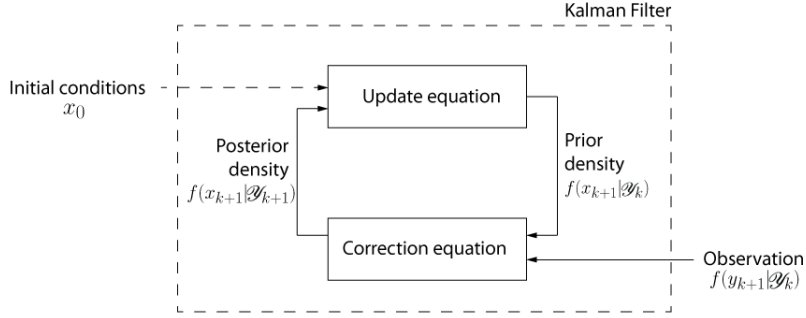 Kalman Filter
Initial conditions
x₀
Update equation
Posterior
density
f(xₖ₊₁|𝒴ₖ₊₁)
Prior
density
f(xₖ₊₁|𝒴ₖ)
Correction equation
Observation
f(yₖ₊₁|𝒴ₖ)